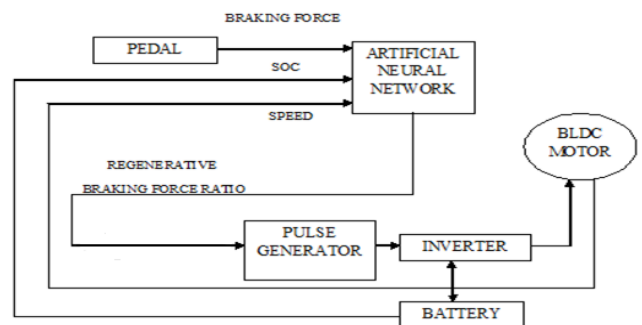 BRAKING FORCE
PEDAL
ARTIFICIAL
NEURAL
NETWORK
SOC
SPEED
BLDC
MOTOR
REGENERATIVE
BRAKING FORCE RATIO
PULSE
GENERATOR
INVERTER
BATTERY